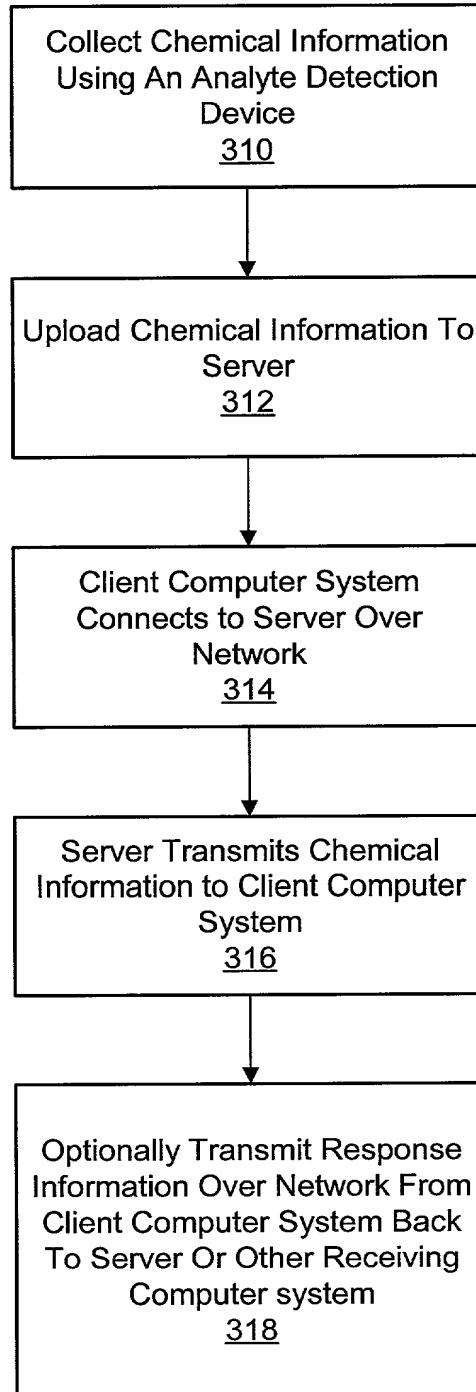 Collect Chemical Information
Using An Analyte Detection
Device
310
Upload Chemical Information To
Server
312
Client Computer System
Connects to Server Over
Network
314
Server Transmits Chemical
Information to Client Computer
System
316
Optionally Transmit Response
Information Over Network From
Client Computer System Back
To Server Or Other Receiving
Computer system
318